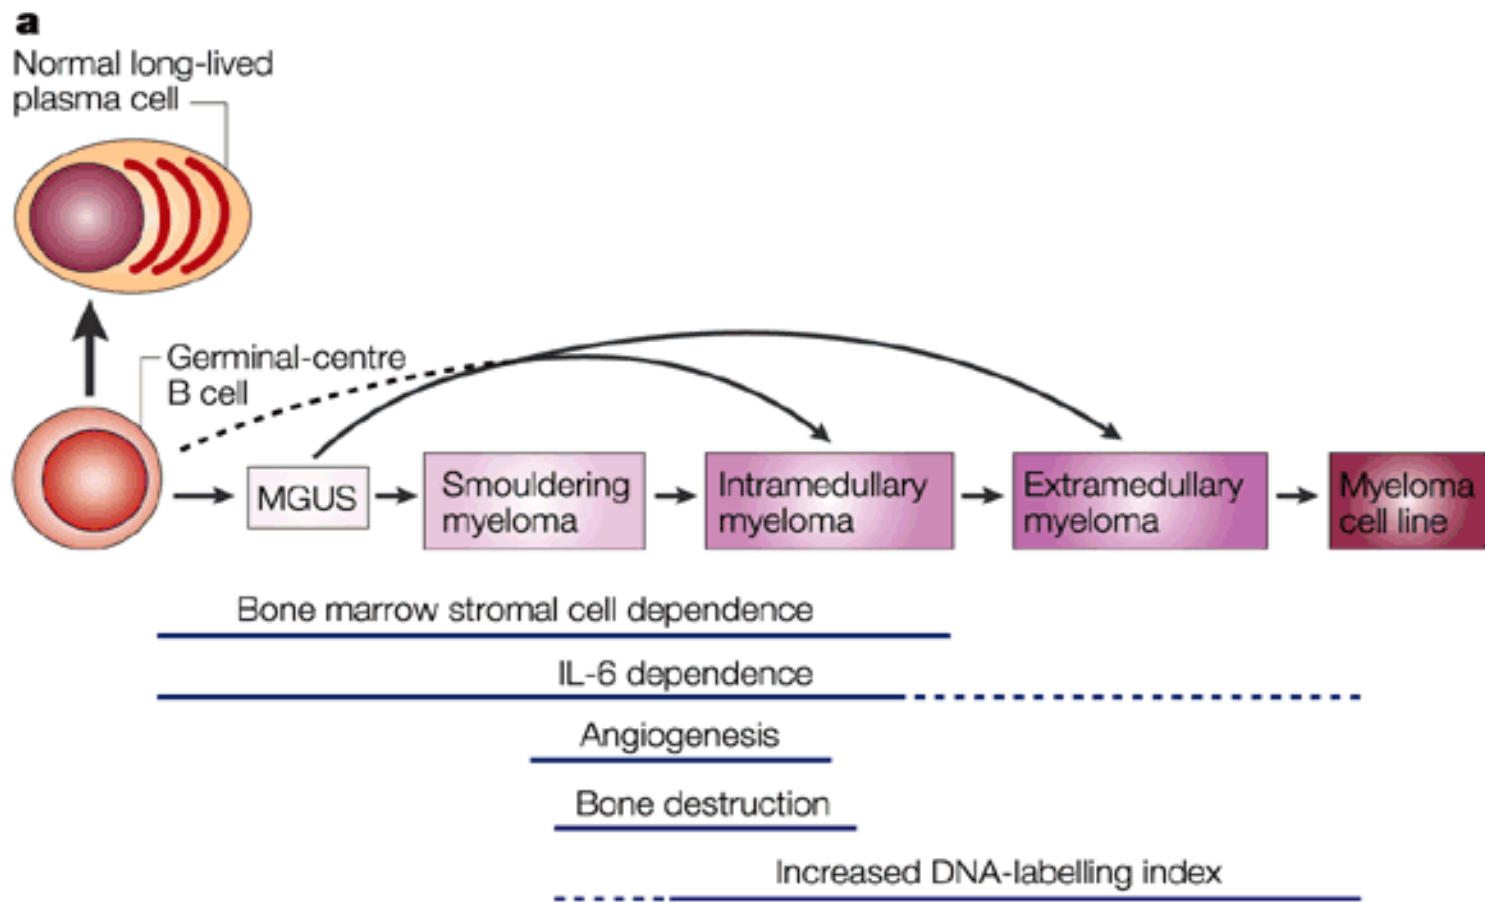 a
Normal long-lived
plasma cell
Germinal-centre
B cell
MGUS
Smouldering
myeloma
Intramedullary
myeloma
Extramedullary
myeloma
Myeloma
cell line
Bone marrow stromal cell dependence
IL-6 dependence
Angiogenesis
Bone destruction
Increased DNA-labelling index